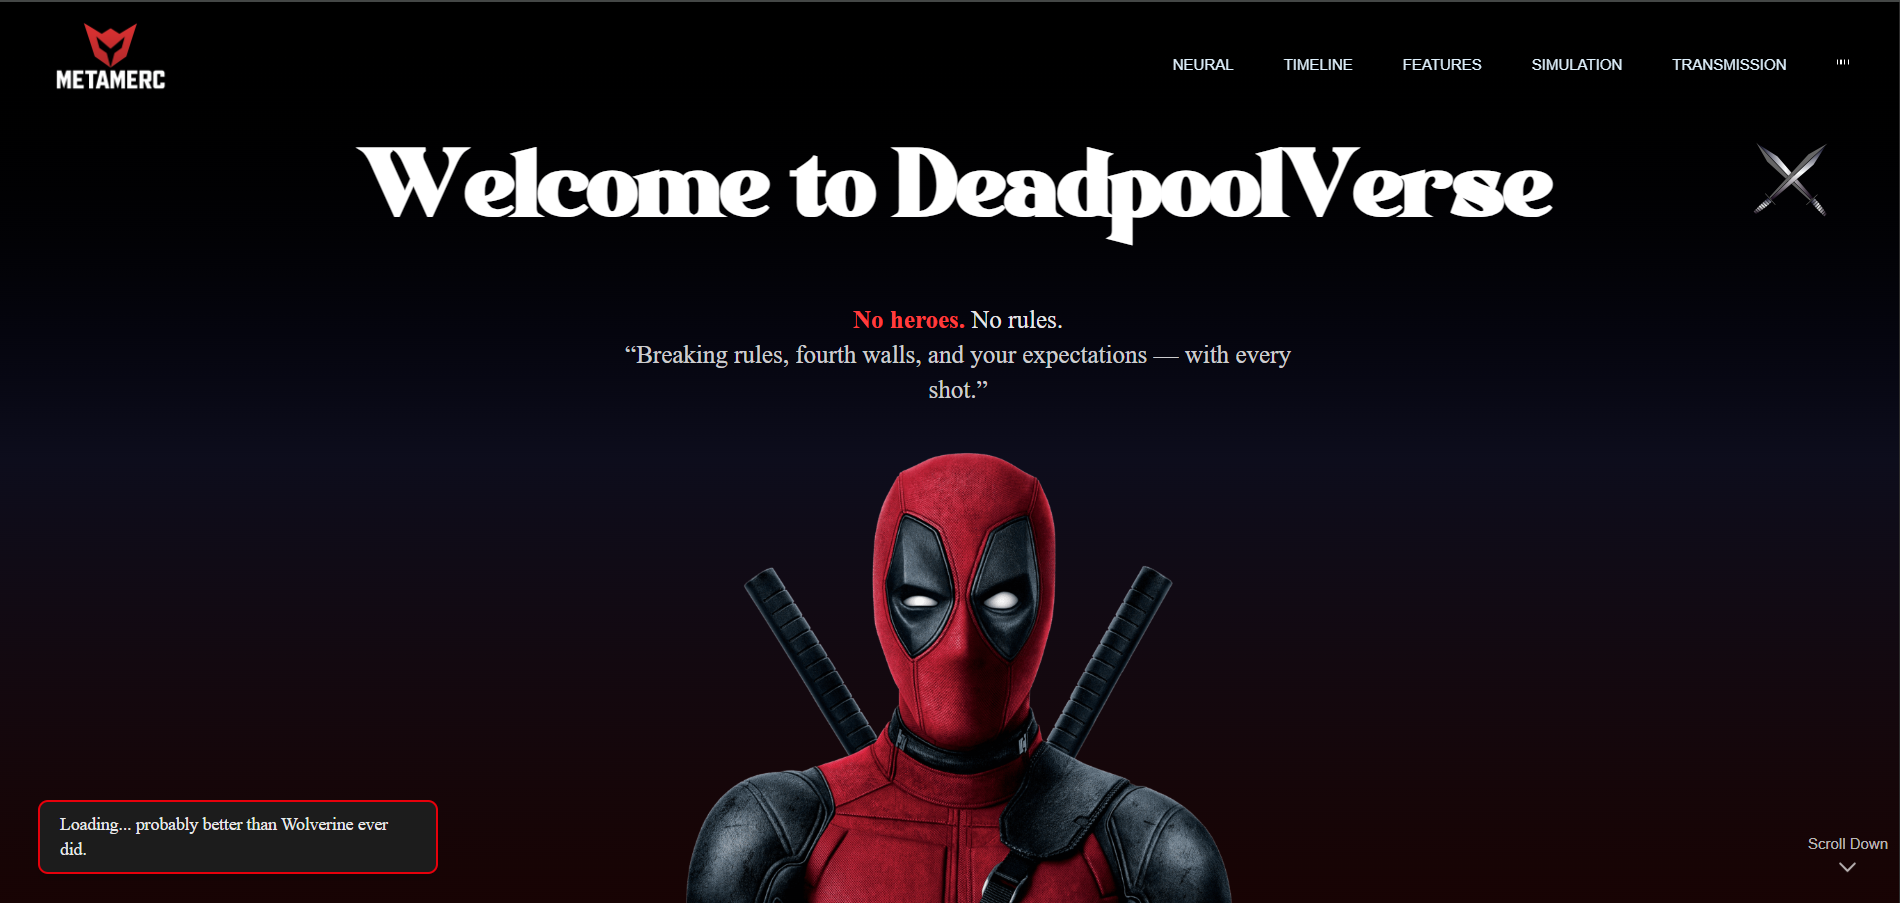 METAMERC
NEURAL
TIMELINE
FEATURES
SIMULATION
TRANSMISSION
Welcome to DeadpoolVerse
No heroes. No rules.
“Breaking rules, fourth walls, and your expectations — with every
shot.”
Loading... probably better than Wolverine ever
did.
Scroll Down